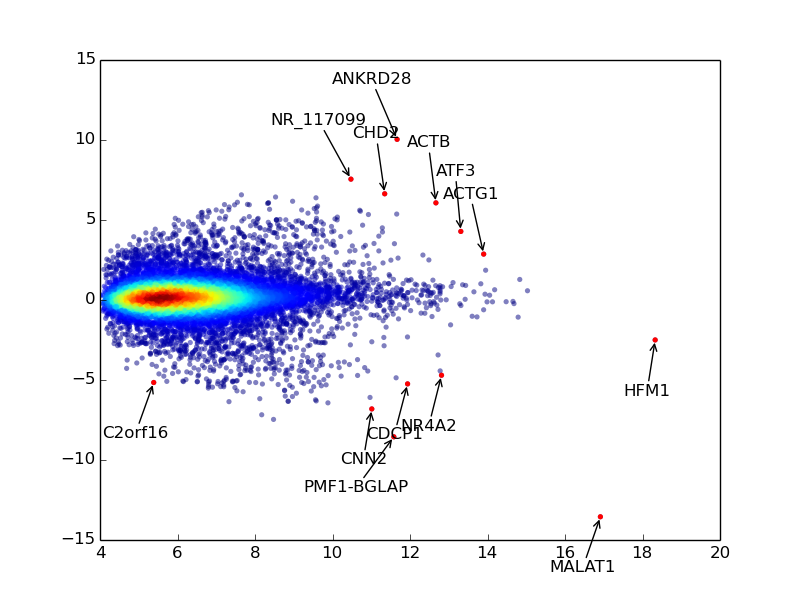 15
ANKRD28
NR_117099
CHD2
10
ACTB
ATF3
ACTG1
5
0
HFM1
−5
C2orf16
NR4A2
CDCP1
CNN2
−10
PMF1-BGLAP
−15
4 6 8 10 12 14 16 18 20
MALAT1